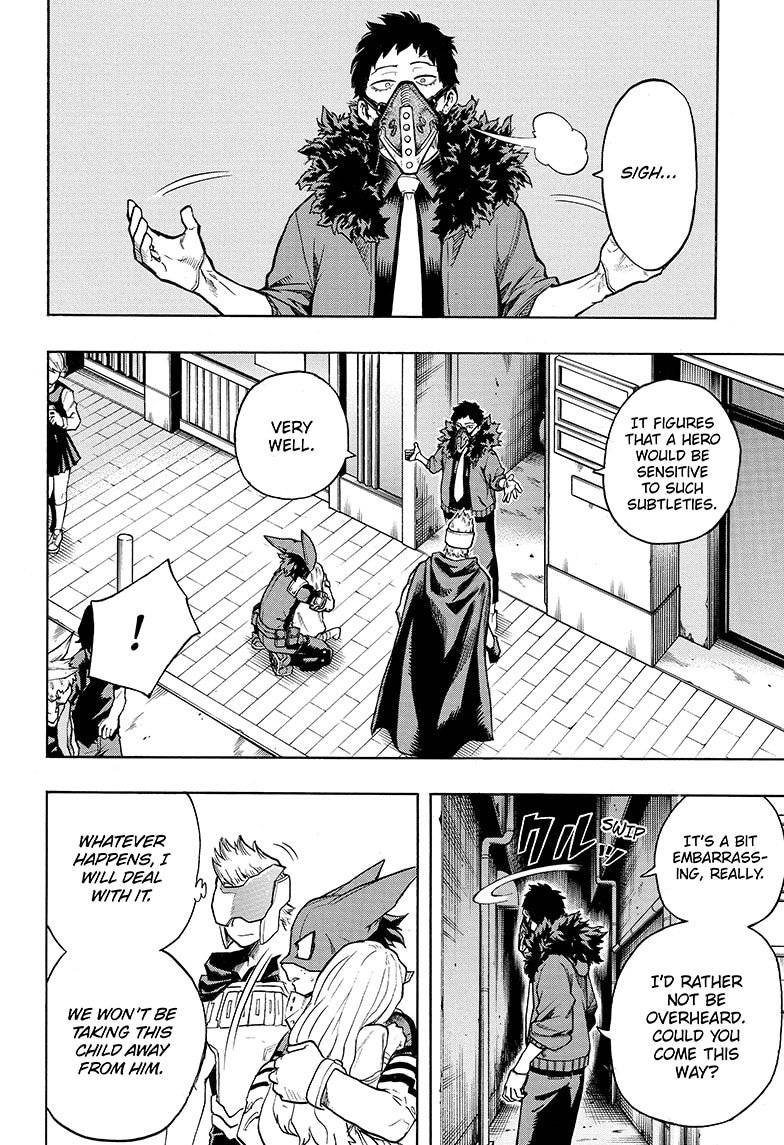 SIGH...
IT FIGURES
THAT A HERO
WOULD BE
SENSITIVE
TO SUCH
SUBTLETIES.
VERY
WELL.
!
IT'S A BIT
EMBARRASS-
ING, REALLY.
クルッ
SWIP
I'D RATHER
NOT BE
OVERHEARD.
COULD YOU
COME THIS
WAY?
WHATEVER
HAPPENS, I
WILL DEAL
WITH IT.
WE WON'T BE
TAKING THIS
CHILD AWAY
FROM HIM.